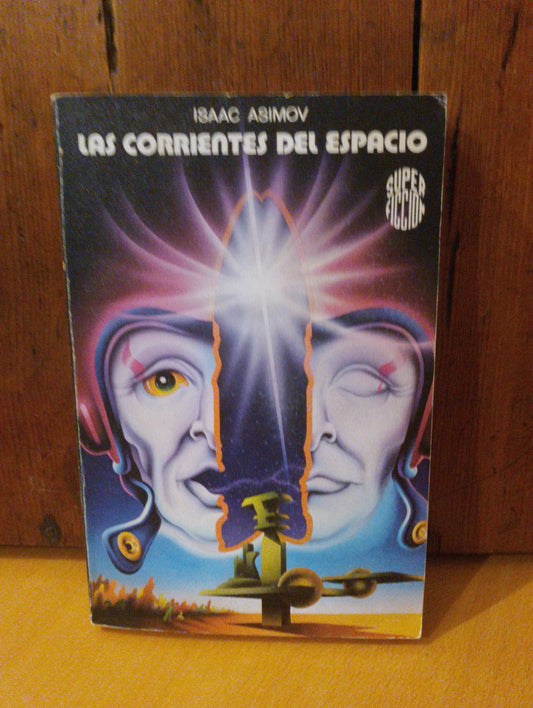 ISAAC ASIMOV
LAS CORRIENTES DEL ESPACIO
SUPER
FICCION